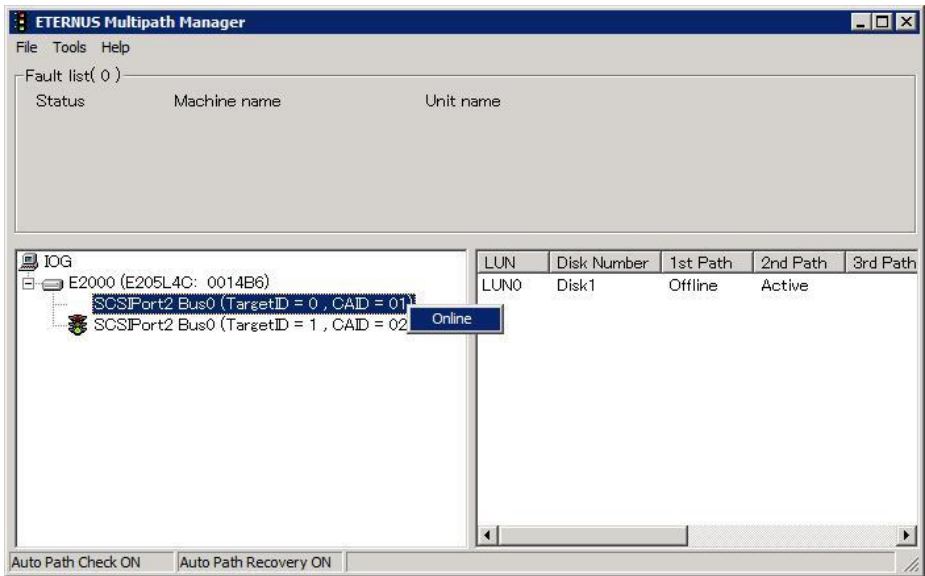 ETERNUS Multipath Manager
File Tools Help
Fault list( 0 )
Status Machine name Unit name
IOG
E2000 (E205L4C: 0014B6)
SCSIPort2 Bus0 (TargetID = 0 , CAID = 01)
SCSIPort2 Bus0 (TargetID = 1 , CAID = 02
Online
LUN Disk Number 1st Path 2nd Path 3rd Path
LUN0 Disk1 Offline Active
Auto Path Check ON Auto Path Recovery ON